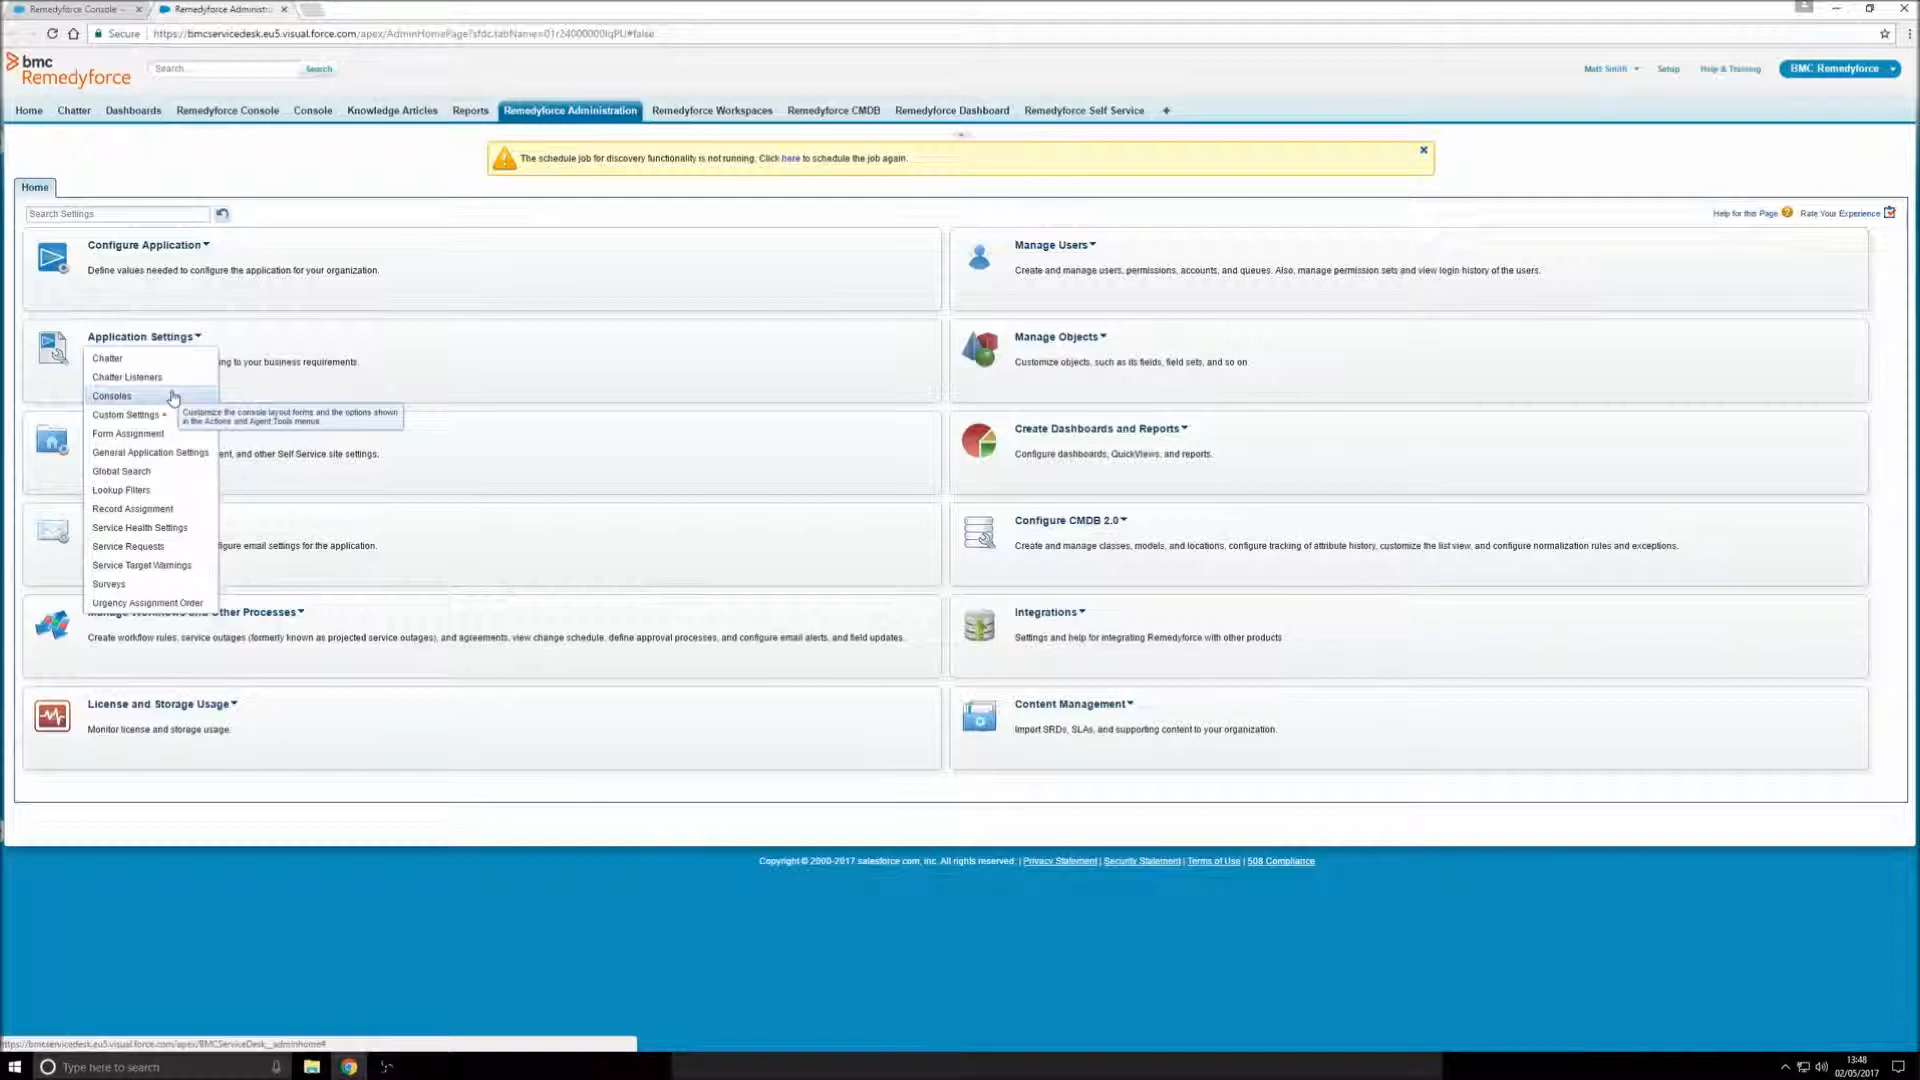 Remedyforce Console -
Remedyforce Administr
Secure
https://bmcservicedesk.eu5.visual.force.com/apex/AdminHomePage?sfdc.tabName=01r24000000IqPU#false
bmc
Remedyforce
Search...
Search
Matt Smith
Setup
Help & Training
BMC Remedyforce
Home
Chatter
Dashboards
Remedyforce Console
Console
Knowledge Articles
Reports
Remedyforce Administration
Remedyforce Workspaces
Remedyforce CMDB
Remedyforce Dashboard
Remedyforce Self Service
+
The schedule job for discovery functionality is not running. Click here to schedule the job again.
Home
Search Settings
Help for this Page
Rate Your Experience
Configure Application
Define values needed to configure the application for your organization.
Manage Users
Create and manage users, permissions, accounts, and queues. Also, manage permission sets and view login history of the users.
Application Settings
ing to your business requirements.
Manage Objects
Customize objects, such as its fields, field sets, and so on.
Chatter
Chatter Listeners
Consoles
Custom Settings
Form Assignment
General Application Settings
Global Search
Lookup Filters
Record Assignment
Service Health Settings
Service Requests
Service Target Warnings
Surveys
Urgency Assignment Order
Customize the console layout forms and the options shown
in the Actions and Agent Tools menus
ent, and other Self Service site settings.
Create Dashboards and Reports
Configure dashboards, QuickViews, and reports.
figure email settings for the application.
Configure CMDB 2.0
Create and manage classes, models, and locations, configure tracking of attribute history, customize the list view, and configure normalization rules and exceptions.
Manage Workflows and Other Processes
Create workflow rules, service outages (formerly known as projected service outages), and agreements, view change schedule, define approval processes, and configure email alerts, and field updates.
Integrations
Settings and help for integrating Remedyforce with other products
License and Storage Usage
Monitor license and storage usage.
Content Management
Import SRDs, SLAs, and supporting content to your organization.
Copyright © 2000-2017 salesforce.com, inc. All rights reserved. | Privacy Statement | Security Statement | Terms of Use | 508 Compliance
https://bmcservicedesk.eu5.visual.force.com/apex/BMCServiceDesk__adminhome#
Type here to search
13:48
02/05/2017